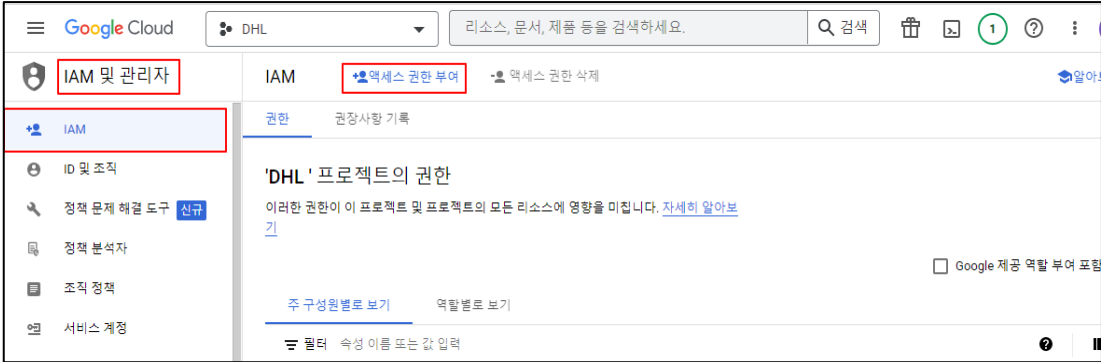 Google Cloud
DHL
리소스, 문서, 제품 등을 검색하세요.
검색
1
IAM 및 관리자
IAM
액세스 권한 부여
액세스 권한 삭제
알아보
IAM
권한
권장사항 기록
ID 및 조직
정책 문제 해결 도구 신규
정책 분석자
조직 정책
서비스 계정
'DHL ' 프로젝트의 권한
이러한 권한이 이 프로젝트 및 프로젝트의 모든 리소스에 영향을 미칩니다. 자세히 알아보
기
Google 제공 역할 부여 포함
주 구성원별로 보기
역할별로 보기
필터 속성 이름 또는 값 입력